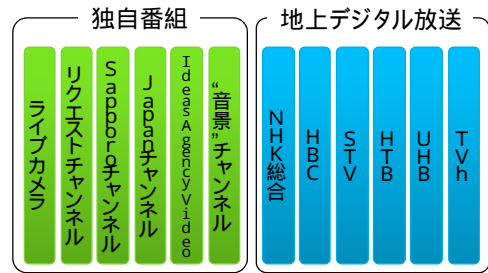 独自番組
ライブカメラ
リクエストチャンネル
Sapporoチャンネル
Japanチャンネル
IdeasAgencyVideo
“音景”チャンネル
地上デジタル放送
NHK総合
HBC
STV
HTB
UHB
TVh